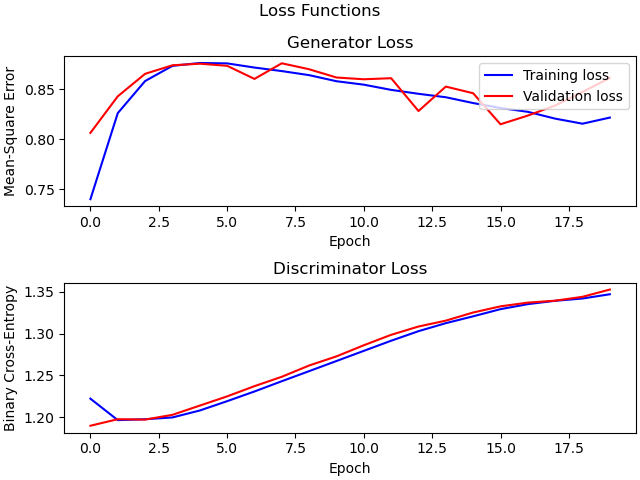 Loss Functions
Generator Loss
Mean-Square Error
0.85
0.80
0.75
Training loss
Validation loss
0.0 2.5 5.0 7.5 10.0 12.5 15.0 17.5
Epoch
Discriminator Loss
Binary Cross-Entropy
1.35
1.30
1.25
1.20
0.0 2.5 5.0 7.5 10.0 12.5 15.0 17.5
Epoch